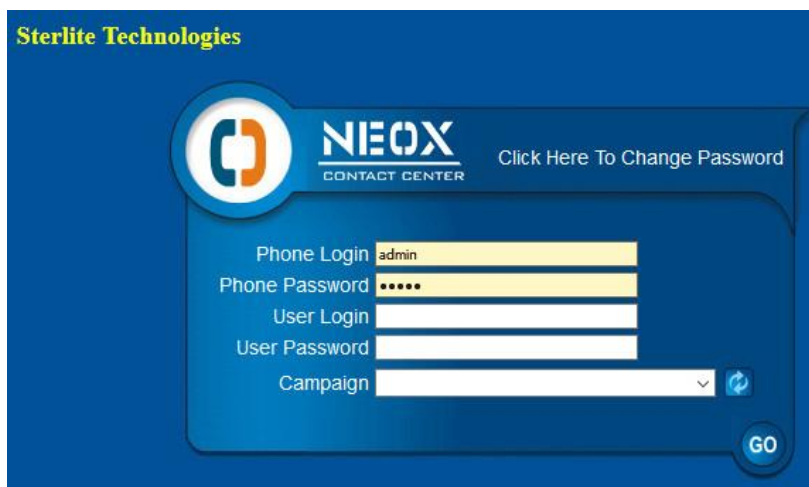 Sterlite Technologies
NEOX
CONTACT CENTER
Click Here To Change Password
Phone Login admin
Phone Password •••••
User Login
User Password
Campaign
GO